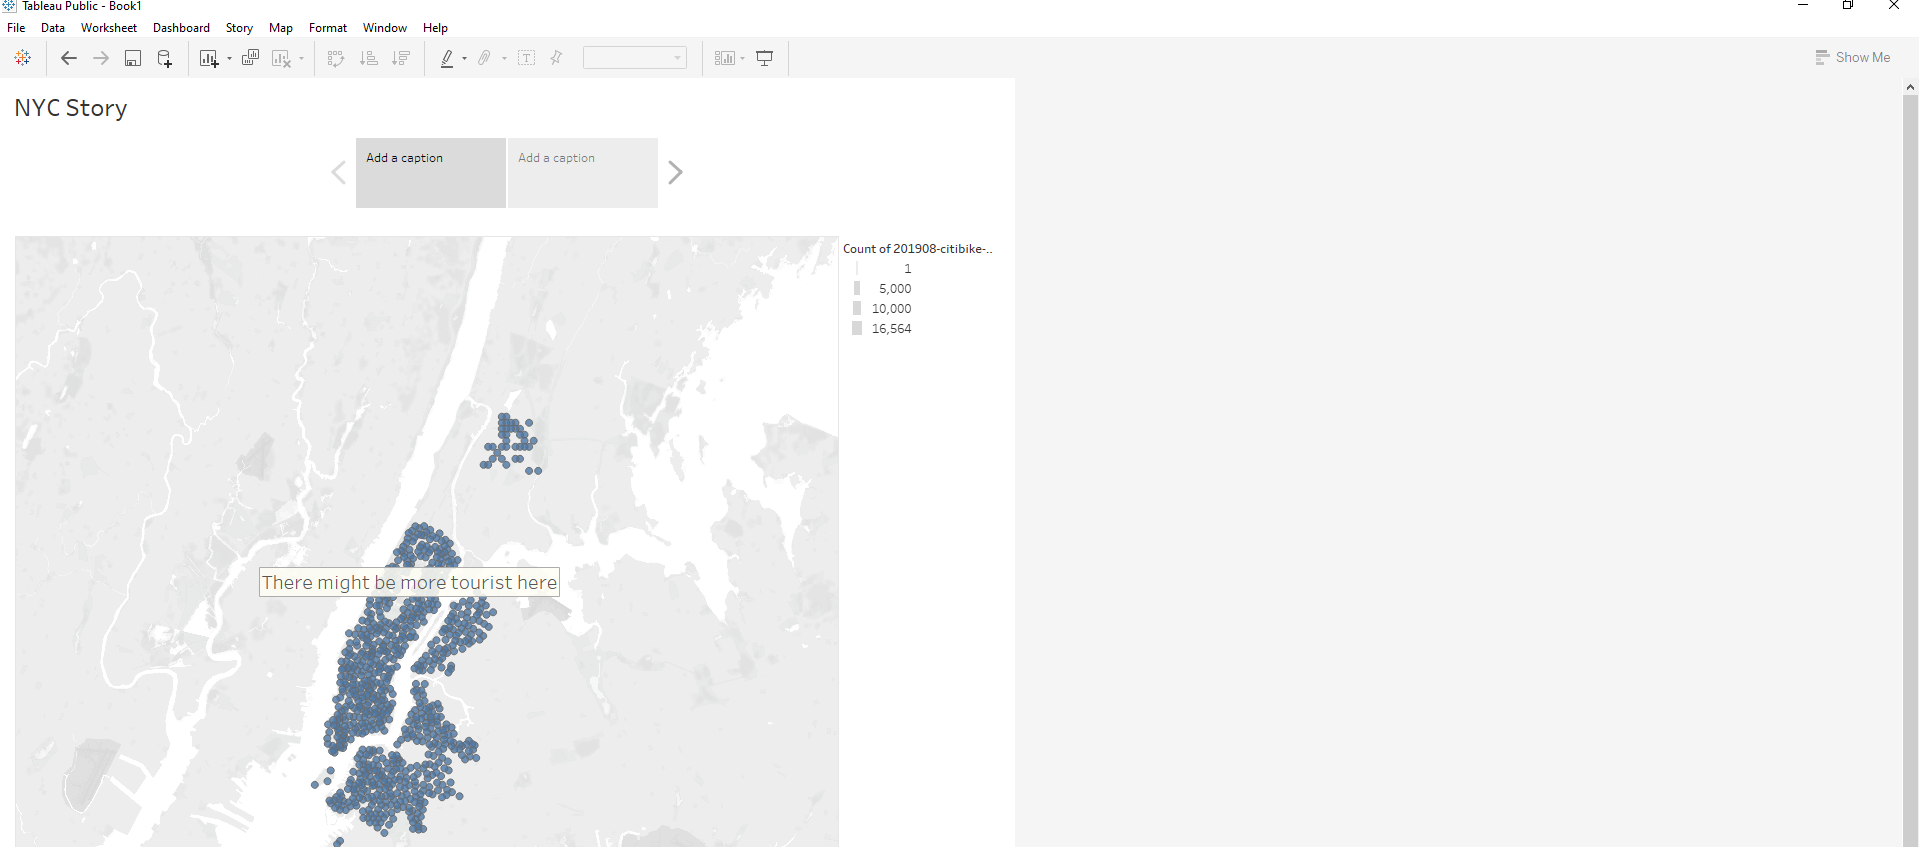 Tableau Public - Book1
File Data Worksheet Dashboard Story Map Format Window Help
Show Me
NYC Story
Add a caption
Add a caption
Count of 201908-citibike-..
1
5,000
10,000
16,564
There might be more tourist here